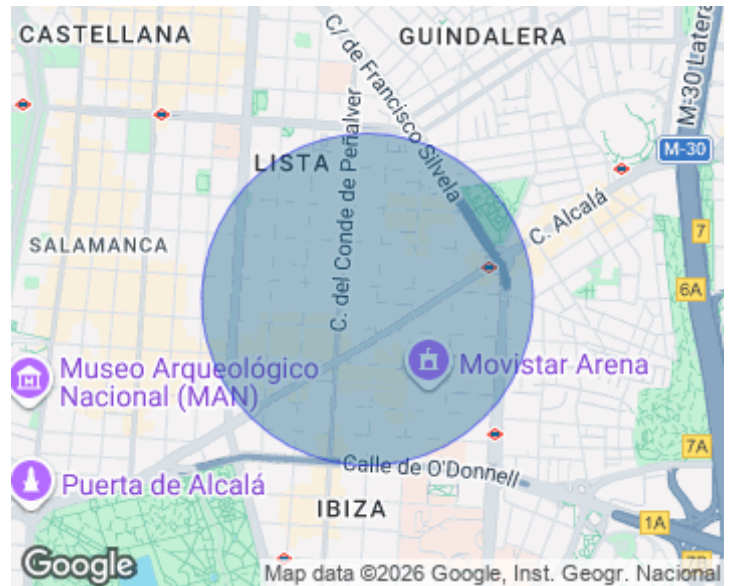 CASTELLANA
GUINDALERA
C/ de Francisco Silvela
M-30 Latera
C. del Conde de Peñalver
M-30
LISTA
C. Alcalá
7
SALAMANCA
6A
Museo Arqueológico
Nacional (MAN)
Movistar Arena
7A
Calle de O'Donnell
Puerta de Alcalá
IBIZA
1A
Google
Map data ©2026 Google, Inst. Geogr. Nacional